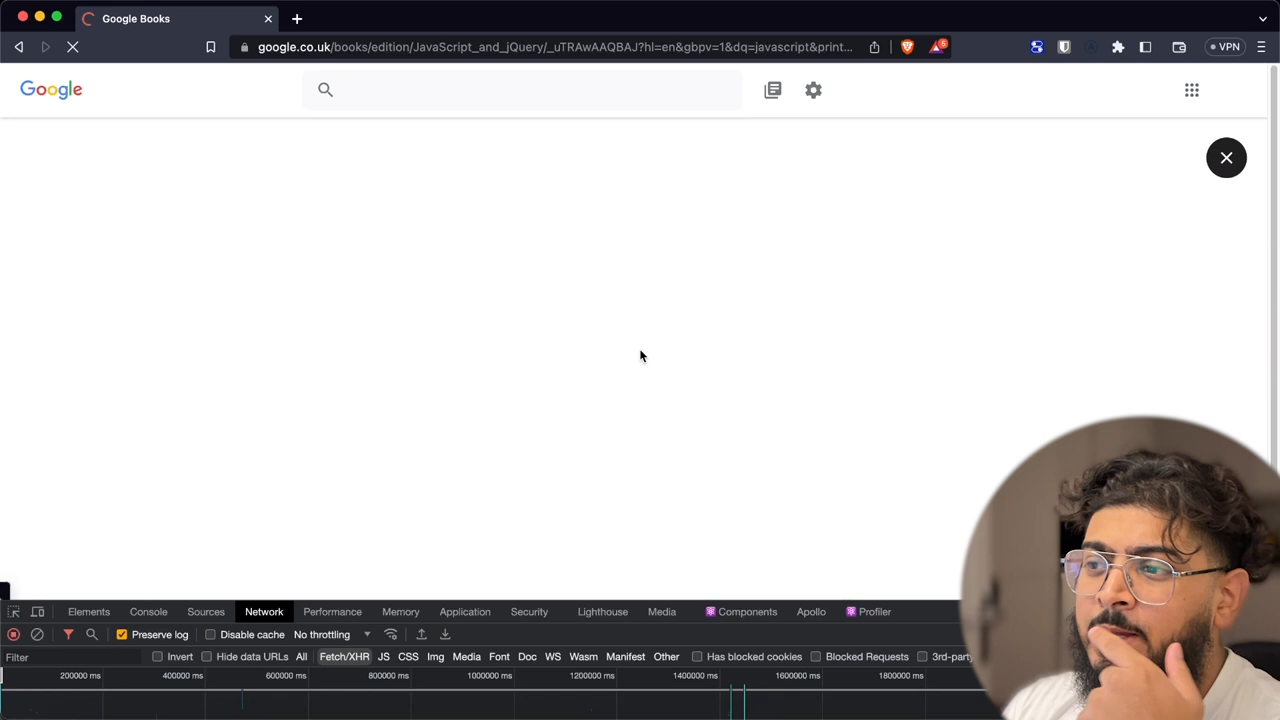 Google Books
google.co.uk/books/edition/JavaScript_and_jQuery/_uTRAwAAQBAJ?hl=en&gbpv=1&dq=javascript&print...
6
VPN
Google
Elements Console Sources Network Performance Memory Application Security Lighthouse Media Components Apollo Profiler
Preserve log Disable cache No throttling
Filter Invert Hide data URLs All Fetch/XHR JS CSS Img Media Font Doc WS Wasm Manifest Other Has blocked cookies Blocked Requests 3rd-party
200000 ms 400000 ms 600000 ms 800000 ms 1000000 ms 1200000 ms 1400000 ms 1600000 ms 1800000 ms